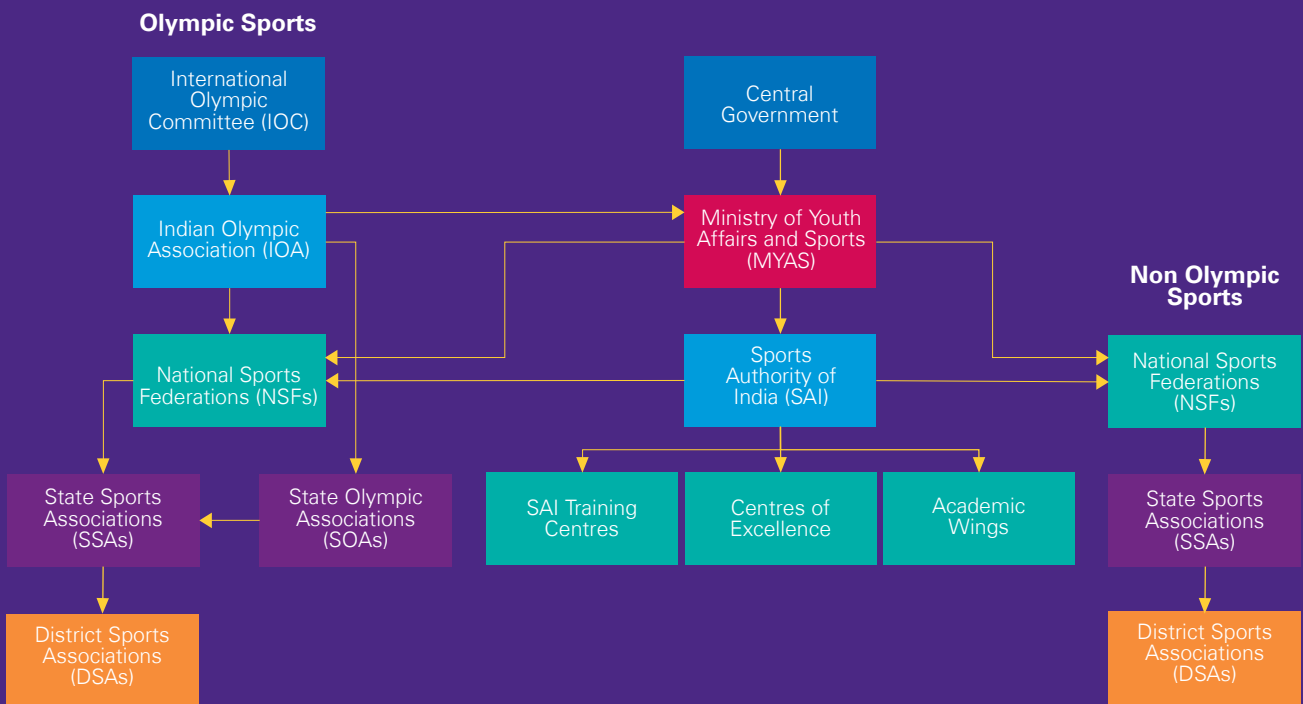 Olympic Sports
International
Olympic
Committee (IOC)
Central
Government
Indian Olympic
Association (IOA)
Ministry of Youth
Affairs and Sports
(MYAS)
Non Olympic
Sports
National Sports
Federations (NSFs)
Sports
Authority of
India (SAI)
National Sports
Federations
(NSFs)
State Sports
Associations
(SSAs)
State Olympic
Associations
(SOAs)
SAI Training
Centres
Centres of
Excellence
Academic
Wings
State Sports
Associations
(SSAs)
District Sports
Associations
(DSAs)
District Sports
Associations
(DSAs)